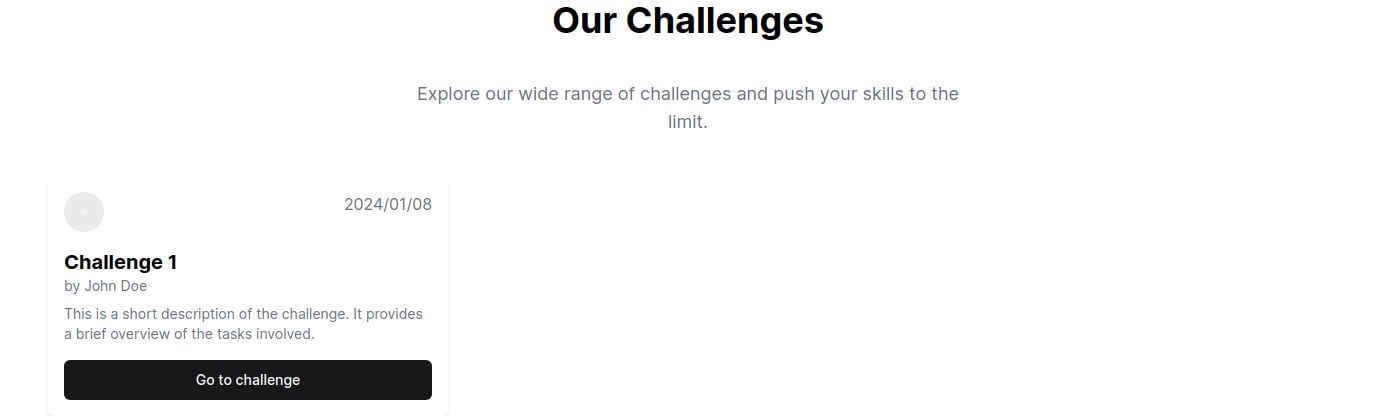 Our Challenges
Explore our wide range of challenges and push your skills to the
limit.
2024/01/08
Challenge 1
by John Doe
This is a short description of the challenge. It provides
a brief overview of the tasks involved.
Go to challenge